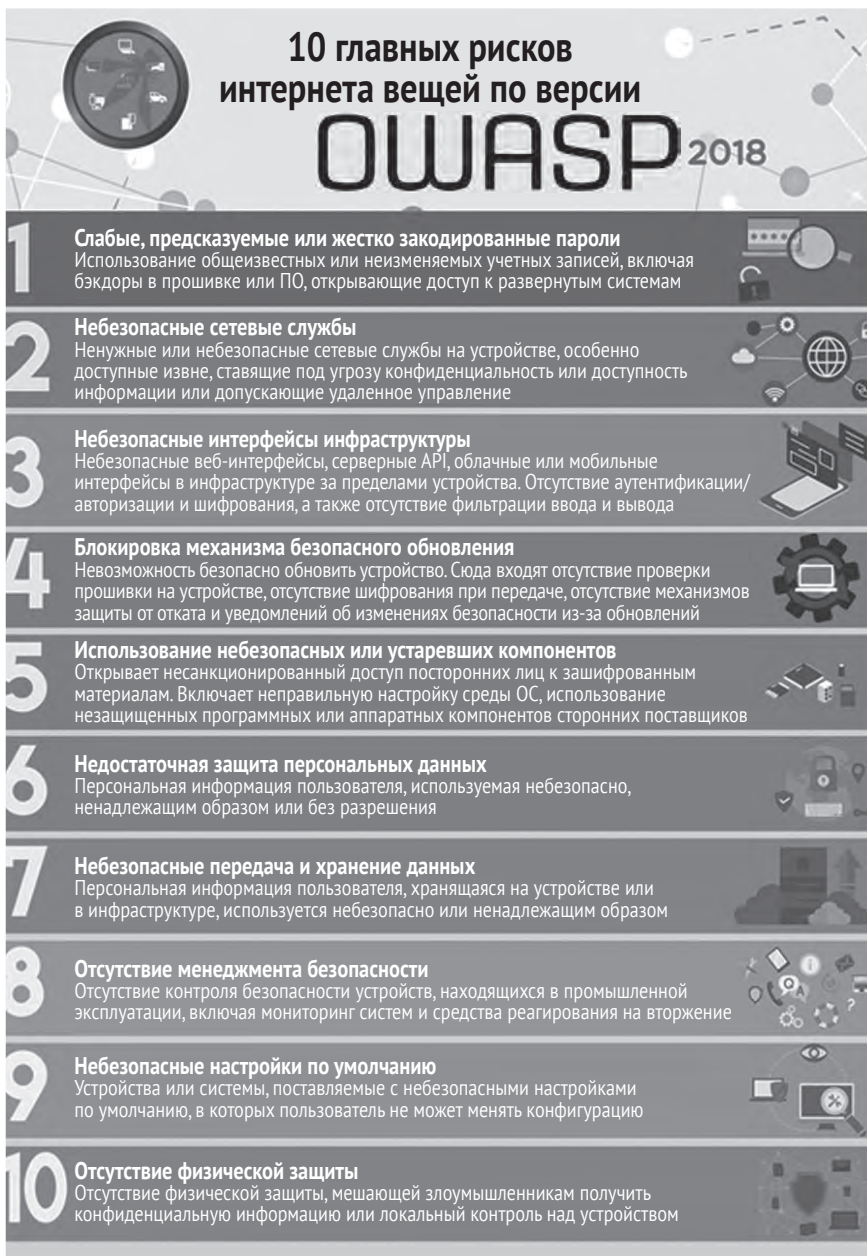 10 главных рисков
интернета вещей по версии
OWASP 2018
1
Слабые, предсказуемые или жестко закодированные пароли
Использование общеизвестных или неизменяемых учетных записей, включая
бэкдоры в прошивке или ПО, открывающие доступ к развернутым системам
2
Небезопасные сетевые службы
Ненужные или небезопасные сетевые службы на устройстве, особенно
доступные извне, ставящие под угрозу конфиденциальность или доступность
информации или допускающие удаленное управление
3
Небезопасные интерфейсы инфраструктуры
Небезопасные веб-интерфейсы, серверные API, облачные или мобильные
интерфейсы в инфраструктуре за пределами устройства. Отсутствие аутентификации/
авторизации и шифрования, а также отсутствие фильтрации ввода и вывода
4
Блокировка механизма безопасного обновления
Невозможность безопасно обновить устройство. Сюда входят отсутствие проверки
прошивки на устройстве, отсутствие шифрования при передаче, отсутствие механизмов
защиты от отката и уведомлений об изменениях безопасности из-за обновлений
5
Использование небезопасных или устаревших компонентов
Открывает несанкционированный доступ посторонних лиц к зашифрованным
материалам. Включает неправильную настройку среды ОС, использование
незащищенных программных или аппаратных компонентов сторонних поставщиков
6
Недостаточная защита персональных данных
Персональная информация пользователя, используемая небезопасно,
ненадлежащим образом или без разрешения
7
Небезопасные передача и хранение данных
Персональная информация пользователя, хранящаяся на устройстве или
в инфраструктуре, используется небезопасно или ненадлежащим образом
8
Отсутствие менеджмента безопасности
Отсутствие контроля безопасности устройств, находящихся в промышленной
эксплуатации, включая мониторинг систем и средства реагирования на вторжение
9
Небезопасные настройки по умолчанию
Устройства или системы, поставляемые с небезопасными настройками
по умолчанию, в которых пользователь не может менять конфигурацию
10
Отсутствие физической защиты
Отсутствие физической защиты, мешающей злоумышленникам получить
конфиденциальную информацию или локальный контроль над устройством